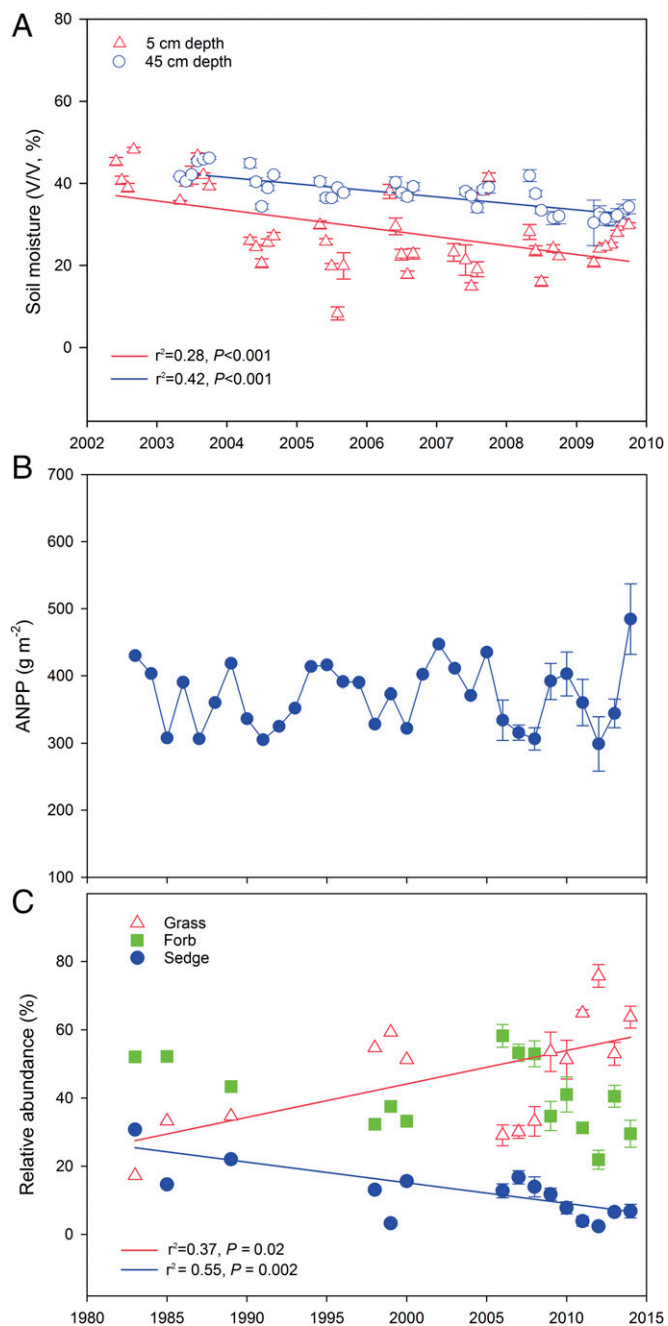 A
80
60
40
20
0
Soil moisture (V/V, %)
5 cm depth
45 cm depth
r²=0.28, P<0.001
r²=0.42, P<0.001
2002 2003 2004 2005 2006 2007 2008 2009 2010
B
700
600
500
400
300
200
100
ANPP (g m⁻²)
C
80
60
40
20
0
Relative abundance (%)
Grass
Forb
Sedge
r²=0.37, P = 0.02
r²= 0.55, P = 0.002
1980 1985 1990 1995 2000 2005 2010 2015